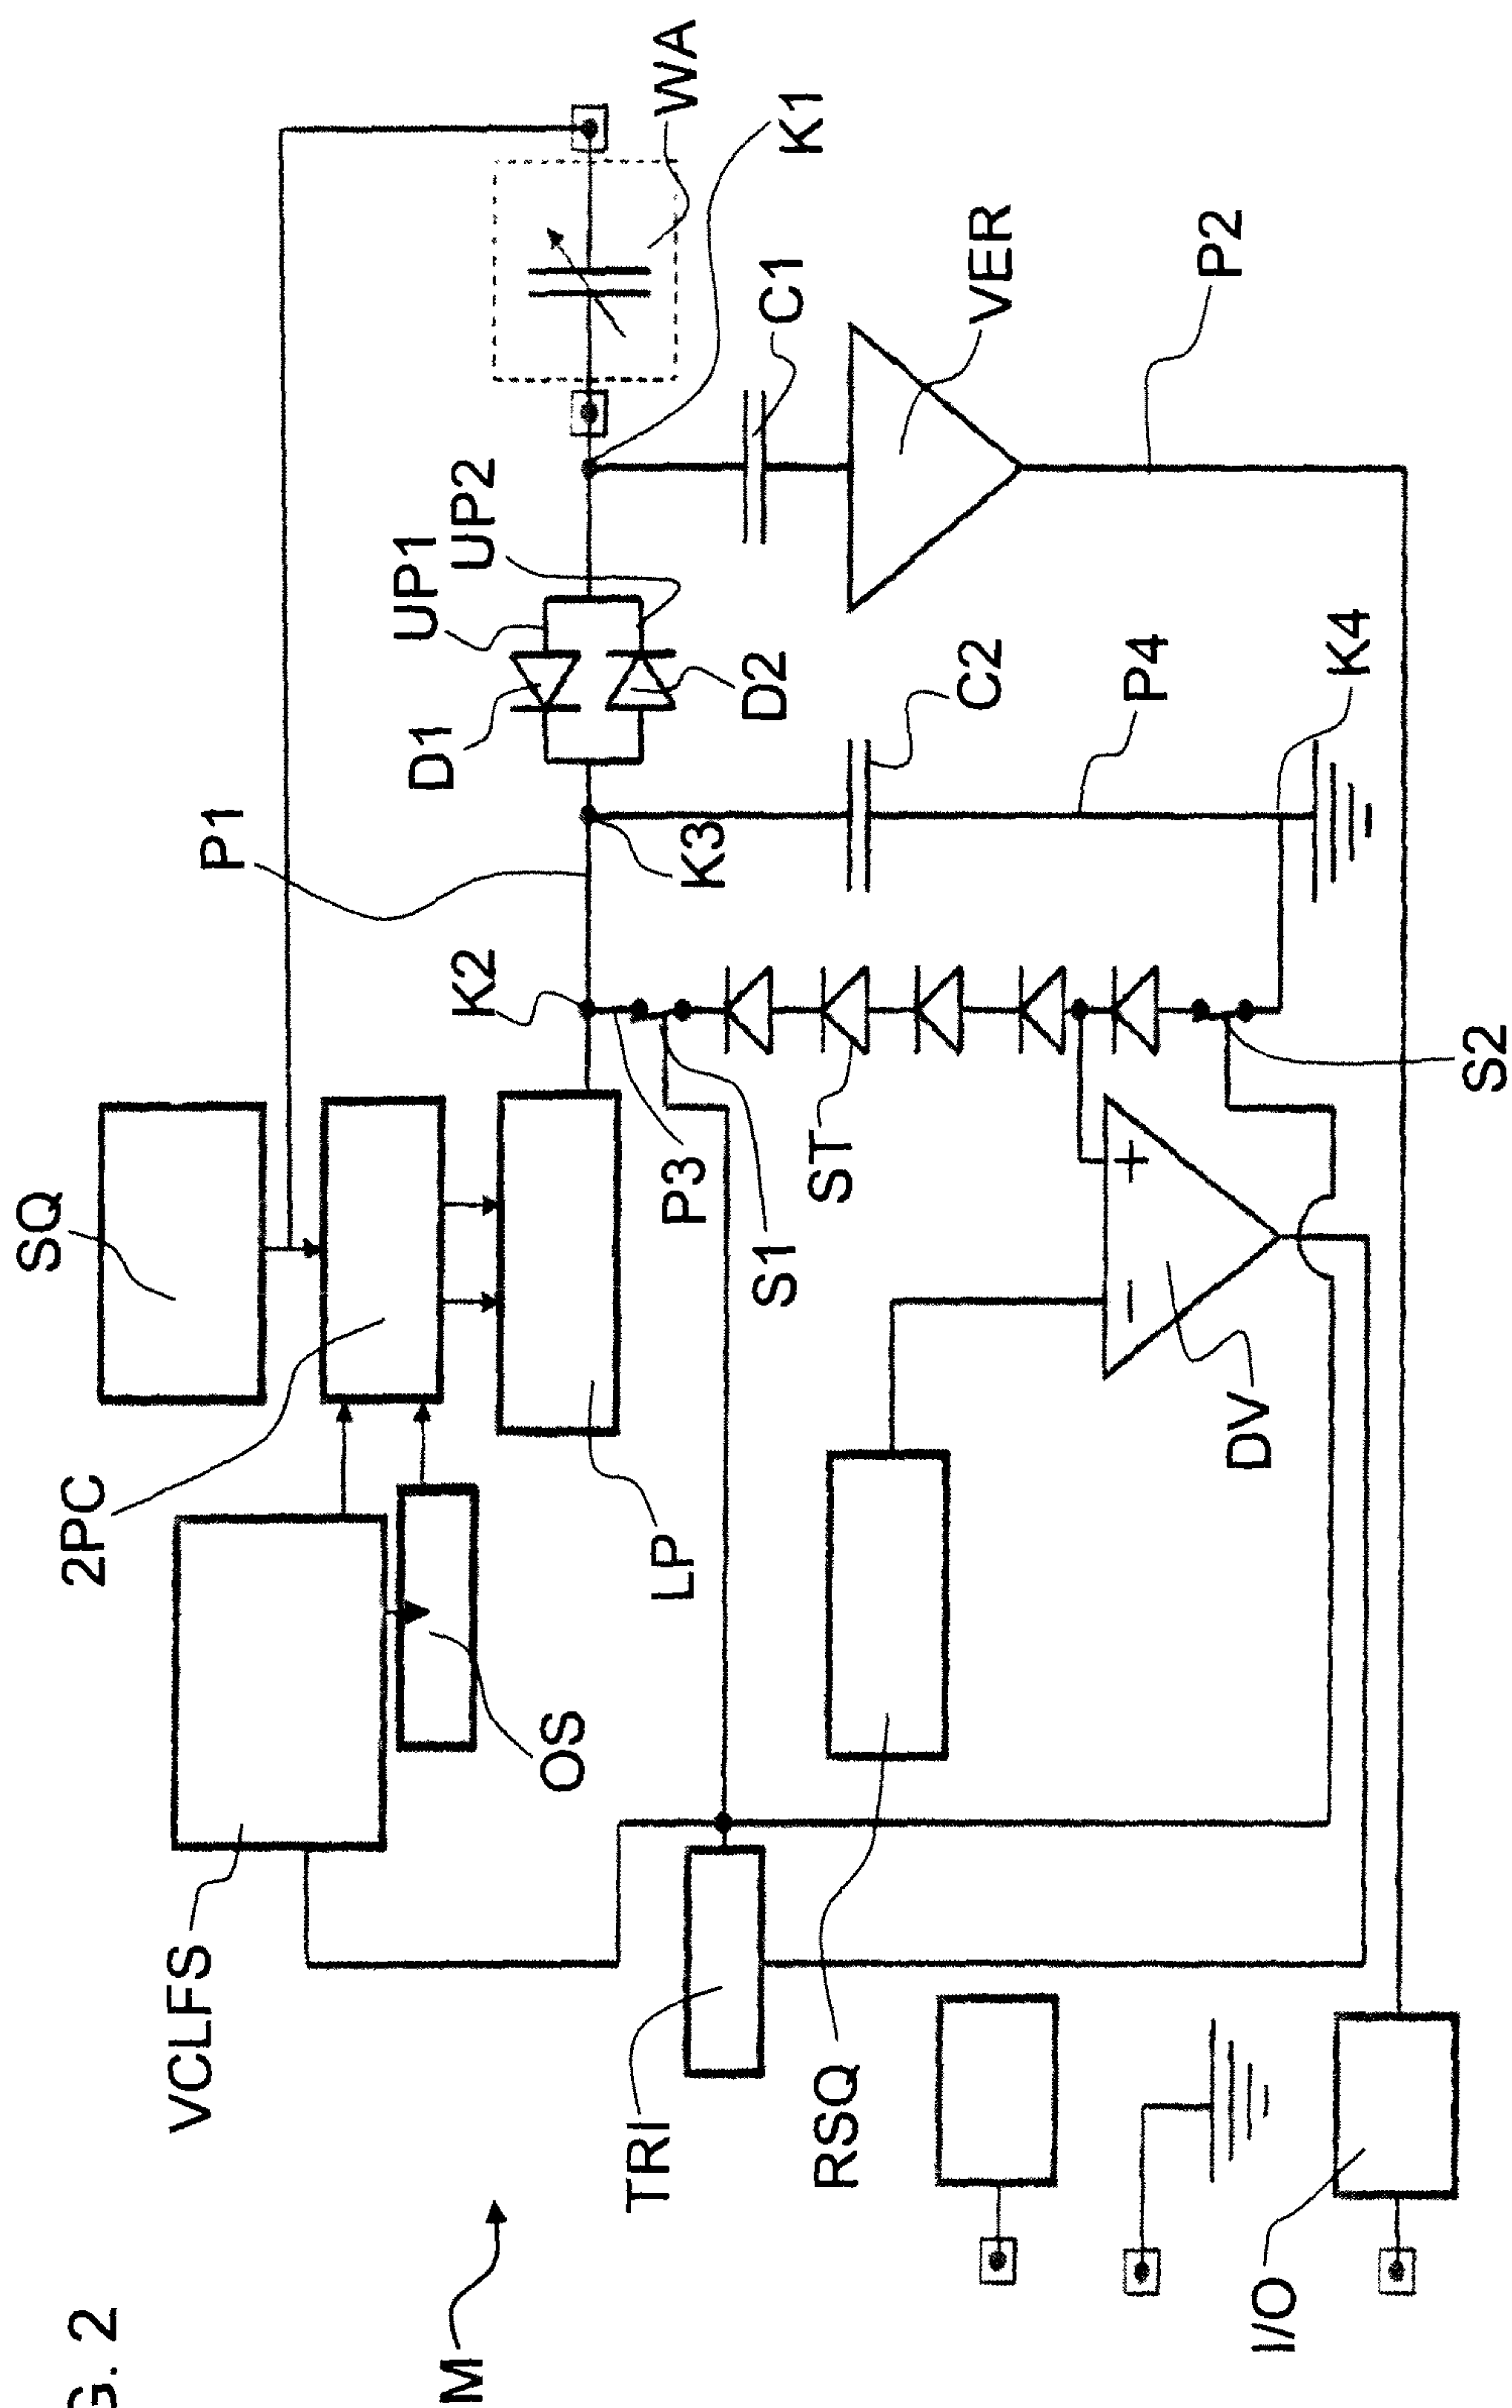 G. 2
SQ
2PC
VCLFS
P1
UP1
D1
M
K2
UP2
OS
TRI
LP
WA
P3
K3
D2
S1
C1
K1
RSQ
ST
C2
VER
P4
P2
DV
I/O
K4
S2
+
−